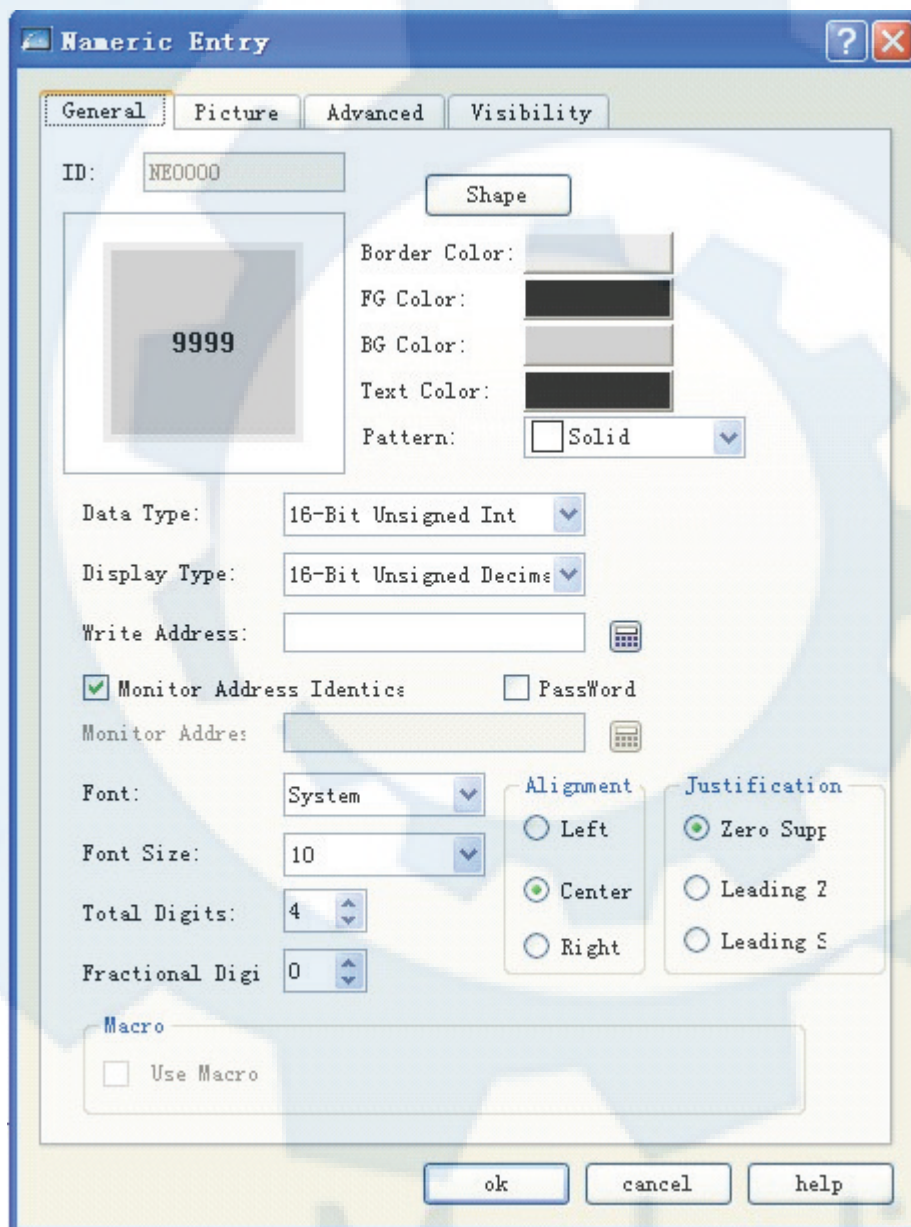 Nameric Entry
General Picture Advanced Visibility
ID: NE0000
Shape
9999
Border Color:
FG Color:
BG Color:
Text Color:
Pattern: Solid
Data Type: 16-Bit Unsigned Int
Display Type: 16-Bit Unsigned Decima
Write Address:
Monitor Address Identica PassWord
Monitor Addres
Font: System
Font Size: 10
Total Digits: 4
Fractional Digi 0
Alignment
Left
Center
Right
Justification
Zero Supp
Leading Z
Leading S
Macro
Use Macro
ok cancel help